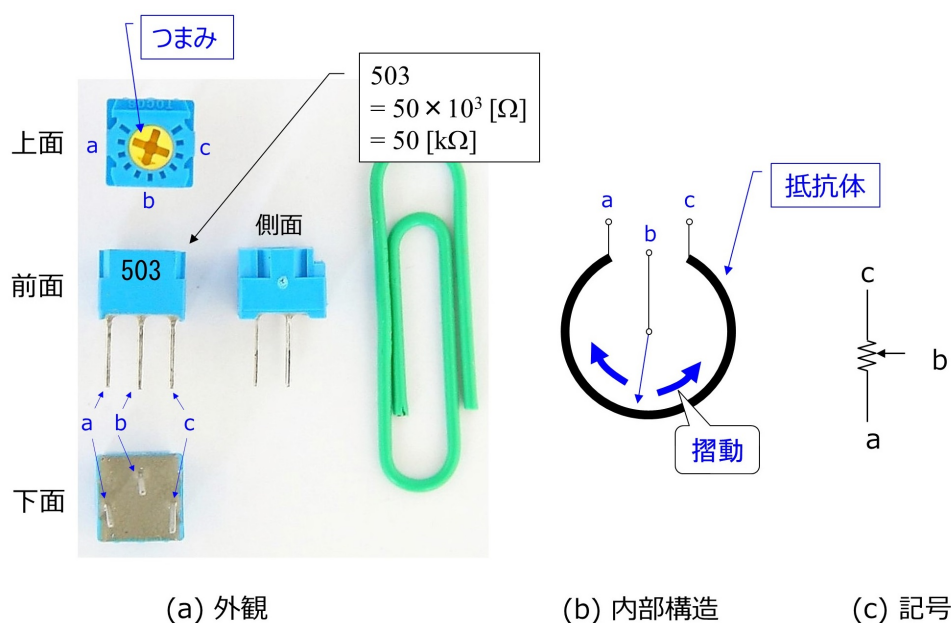 つまみ
503
= 50 × 10³ [Ω]
= 50 [kΩ]
上面
a
c
b
側面
前面
503
a
b
c
下面
(a) 外観
抵抗体
a
b
c
摺動
(b) 内部構造
c
b
a
(c) 記号